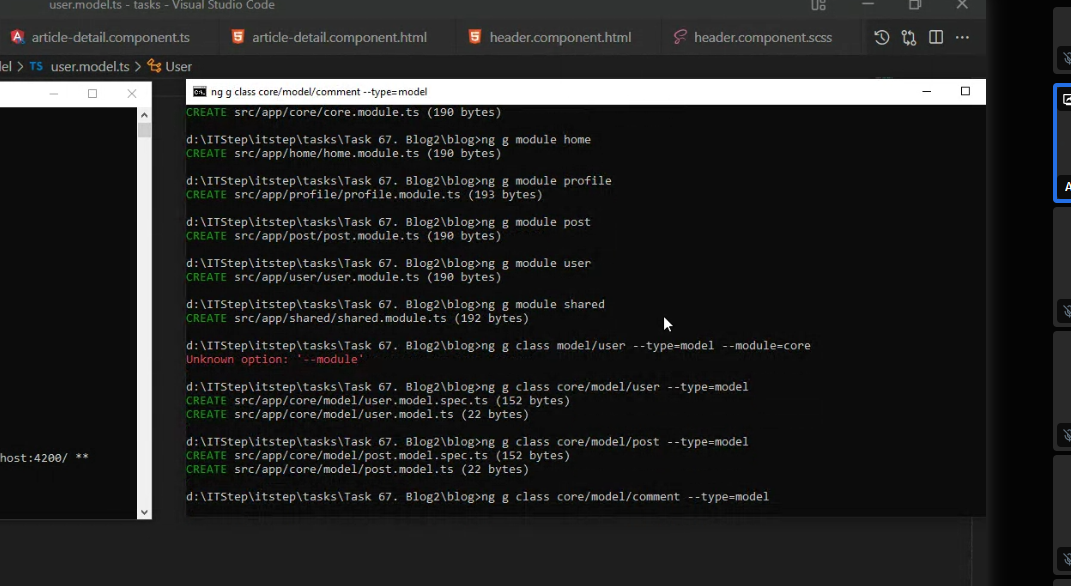 user.model.ts - tasks - Visual Studio Code
article-detail.component.ts
article-detail.component.html
header.component.html
header.component.scss
el > TS user.model.ts > User
ng g class core/model/comment --type=model
CREATE src/app/core/core.module.ts (190 bytes)
d:\ITStep\itstep\tasks\Task 67. Blog2\blog>ng g module home
CREATE src/app/home/home.module.ts (190 bytes)
d:\ITStep\itstep\tasks\Task 67. Blog2\blog>ng g module profile
CREATE src/app/profile/profile.module.ts (193 bytes)
d:\ITStep\itstep\tasks\Task 67. Blog2\blog>ng g module post
CREATE src/app/post/post.module.ts (190 bytes)
d:\ITStep\itstep\tasks\Task 67. Blog2\blog>ng g module user
CREATE src/app/user/user.module.ts (190 bytes)
d:\ITStep\itstep\tasks\Task 67. Blog2\blog>ng g module shared
CREATE src/app/shared/shared.module.ts (192 bytes)
d:\ITStep\itstep\tasks\Task 67. Blog2\blog>ng g class model/user --type=model --module=core
Unknown option: '--module'
d:\ITStep\itstep\tasks\Task 67. Blog2\blog>ng g class core/model/user --type=model
CREATE src/app/core/model/user.model.spec.ts (152 bytes)
CREATE src/app/core/model/user.model.ts (22 bytes)
d:\ITStep\itstep\tasks\Task 67. Blog2\blog>ng g class core/model/post --type=model
CREATE src/app/core/model/post.model.spec.ts (152 bytes)
CREATE src/app/core/model/post.model.ts (22 bytes)
d:\ITStep\itstep\tasks\Task 67. Blog2\blog>ng g class core/model/comment --type=model
host:4200/ **
A